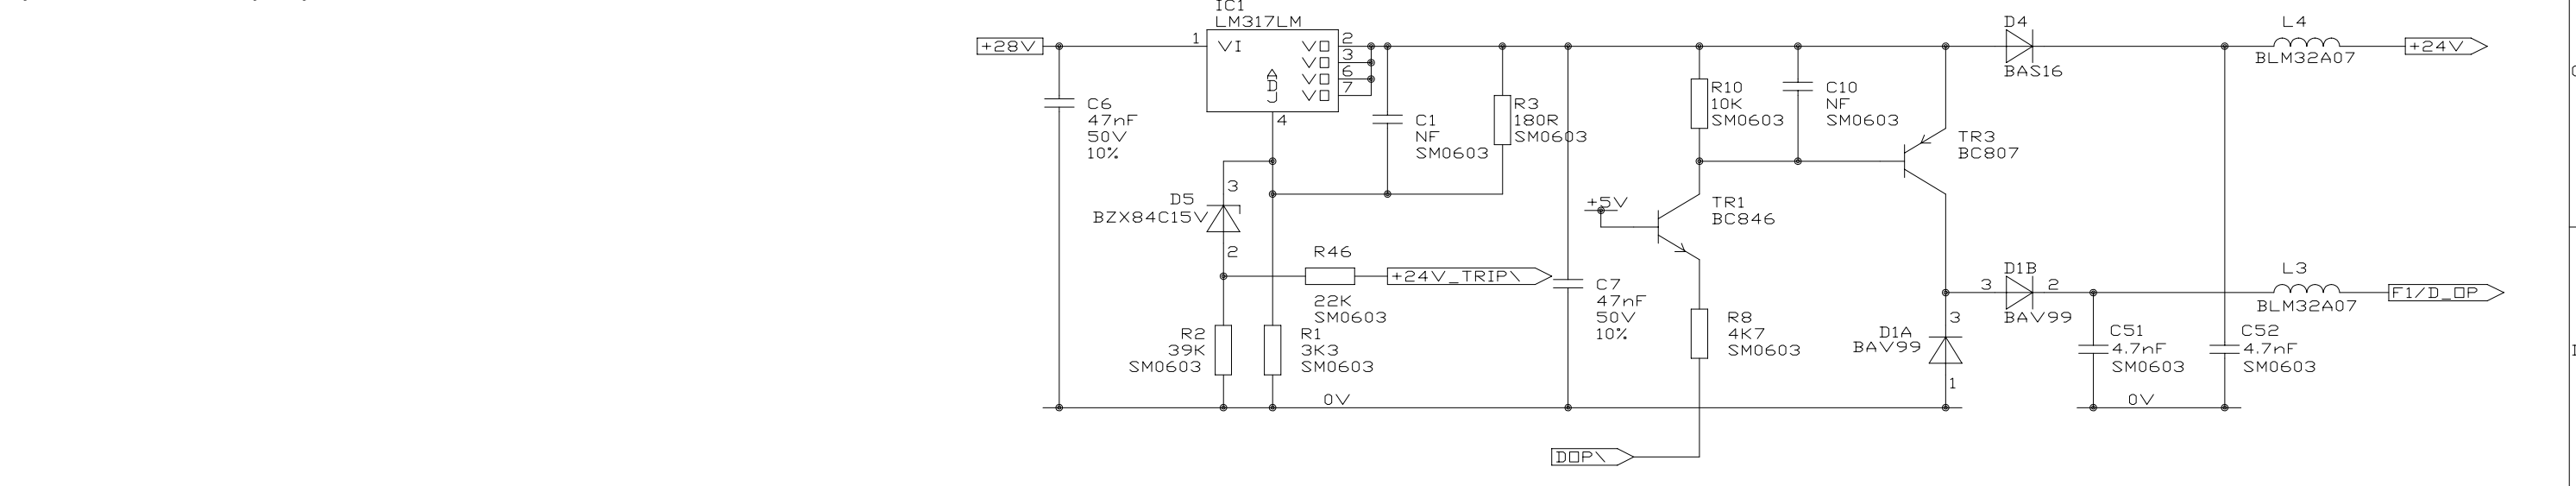 IC1
LM317LM
+28V
1
VI
VO
2
VO
3
VO
6
VO
7
ADJ
4
C6
47nF
50V
10%
C1
NF
SM0603
R3
180R
SM0603
D5
BZX84C15V
3
2
R46
22K
SM0603
+24V_TRIP\
R2
39K
SM0603
R1
3K3
SM0603
0V
C7
47nF
50V
10%
+5V
TR1
BC846
R10
10K
SM0603
C10
NF
SM0603
R8
4K7
SM0603
DOP\
TR3
BC807
D4
BAS16
D1B
3
2
BAV99
D1A
BAV99
3
1
L4
BLM32A07
+24V
L3
BLM32A07
F1/D_OP
C51
4.7nF
SM0603
C52
4.7nF
SM0603
0V